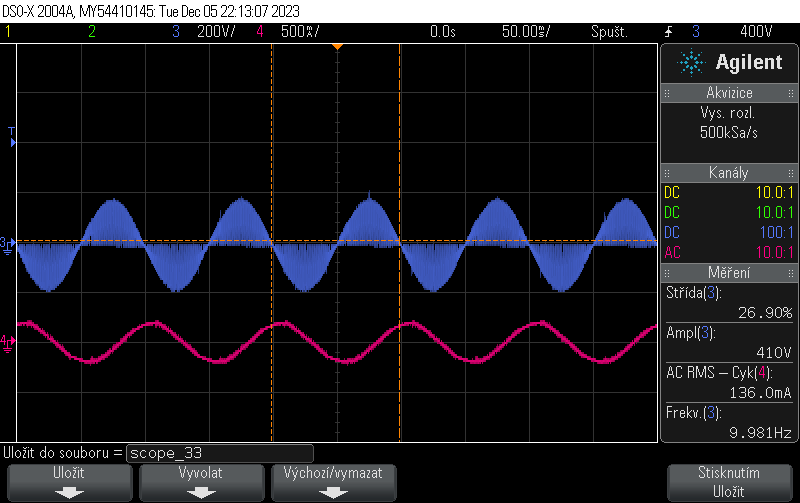 DSO-X 2004A, MY54410145: Tue Dec 05 22:13:07 2023
1 2 3 200V/ 4 500%/ 0.0s 50.00%/ Spušt. 3 400V
Agilent
Akvizice
Vys. rozl.
500kSa/s
Kanály
DC 10.0:1
DC 10.0:1
DC 100:1
AC 10.0:1
Měření
Střída(3):
26.90%
Ampl(3):
410V
AC RMS – Cyk(4):
136.0mA
Frekv.(3):
9.981Hz
T
3
4
Uložit do souboru = scope_33
Uložit
Vyvolat
Výchozí/vymazat
Stisknutím
Uložit